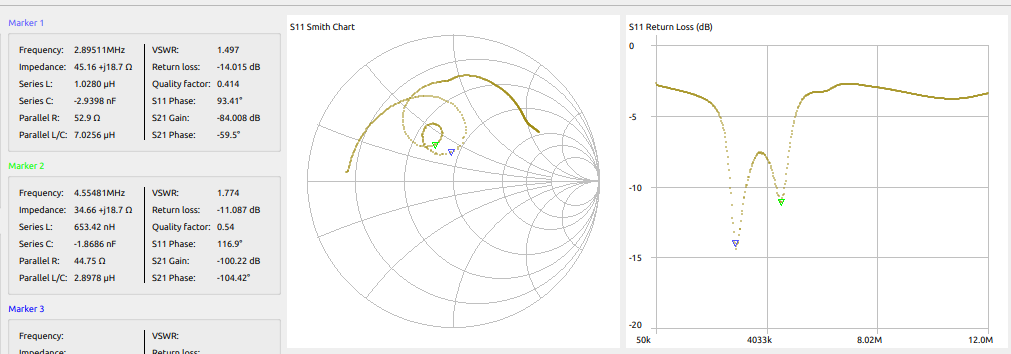 Marker 1
Frequency: 2.89511MHz VSWR: 1.497
Impedance: 45.16 +j18.7 Ω Return loss: -14.015 dB
Series L: 1.0280 µH Quality factor: 0.414
Series C: -2.9398 nF S11 Phase: 93.41°
Parallel R: 52.9 Ω S21 Gain: -84.008 dB
Parallel L/C: 7.0256 µH S21 Phase: -59.5°
Marker 2
Frequency: 4.55481MHz VSWR: 1.774
Impedance: 34.66 +j18.7 Ω Return loss: -11.087 dB
Series L: 653.42 nH Quality factor: 0.54
Series C: -1.8686 nF S11 Phase: 116.9°
Parallel R: 44.75 Ω S21 Gain: -100.22 dB
Parallel L/C: 2.8978 µH S21 Phase: -104.42°
Marker 3
Frequency: VSWR:
Impedance: Return loss:
S11 Smith Chart
S11 Return Loss (dB)
0
-5
-10
-15
-20
50k 4033k 8.02M 12.0M